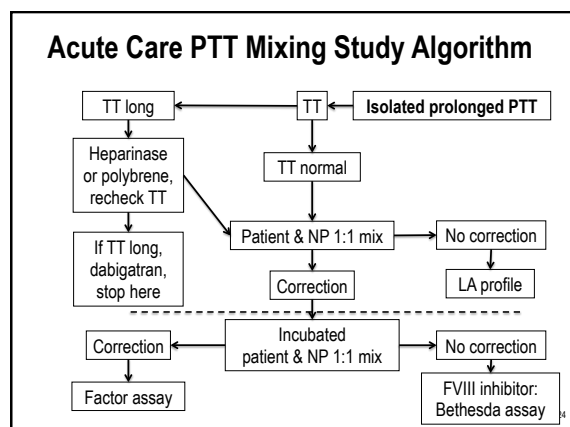 Acute Care PTT Mixing Study Algorithm
TT long
TT
Isolated prolonged PTT
Heparinase
or polybrene,
recheck TT
TT normal
If TT long,
dabigatran,
stop here
Patient & NP 1:1 mix
No correction
Correction
LA profile
Correction
Incubated
patient & NP 1:1 mix
No correction
Factor assay
FVIII inhibitor:
Bethesda assay
24